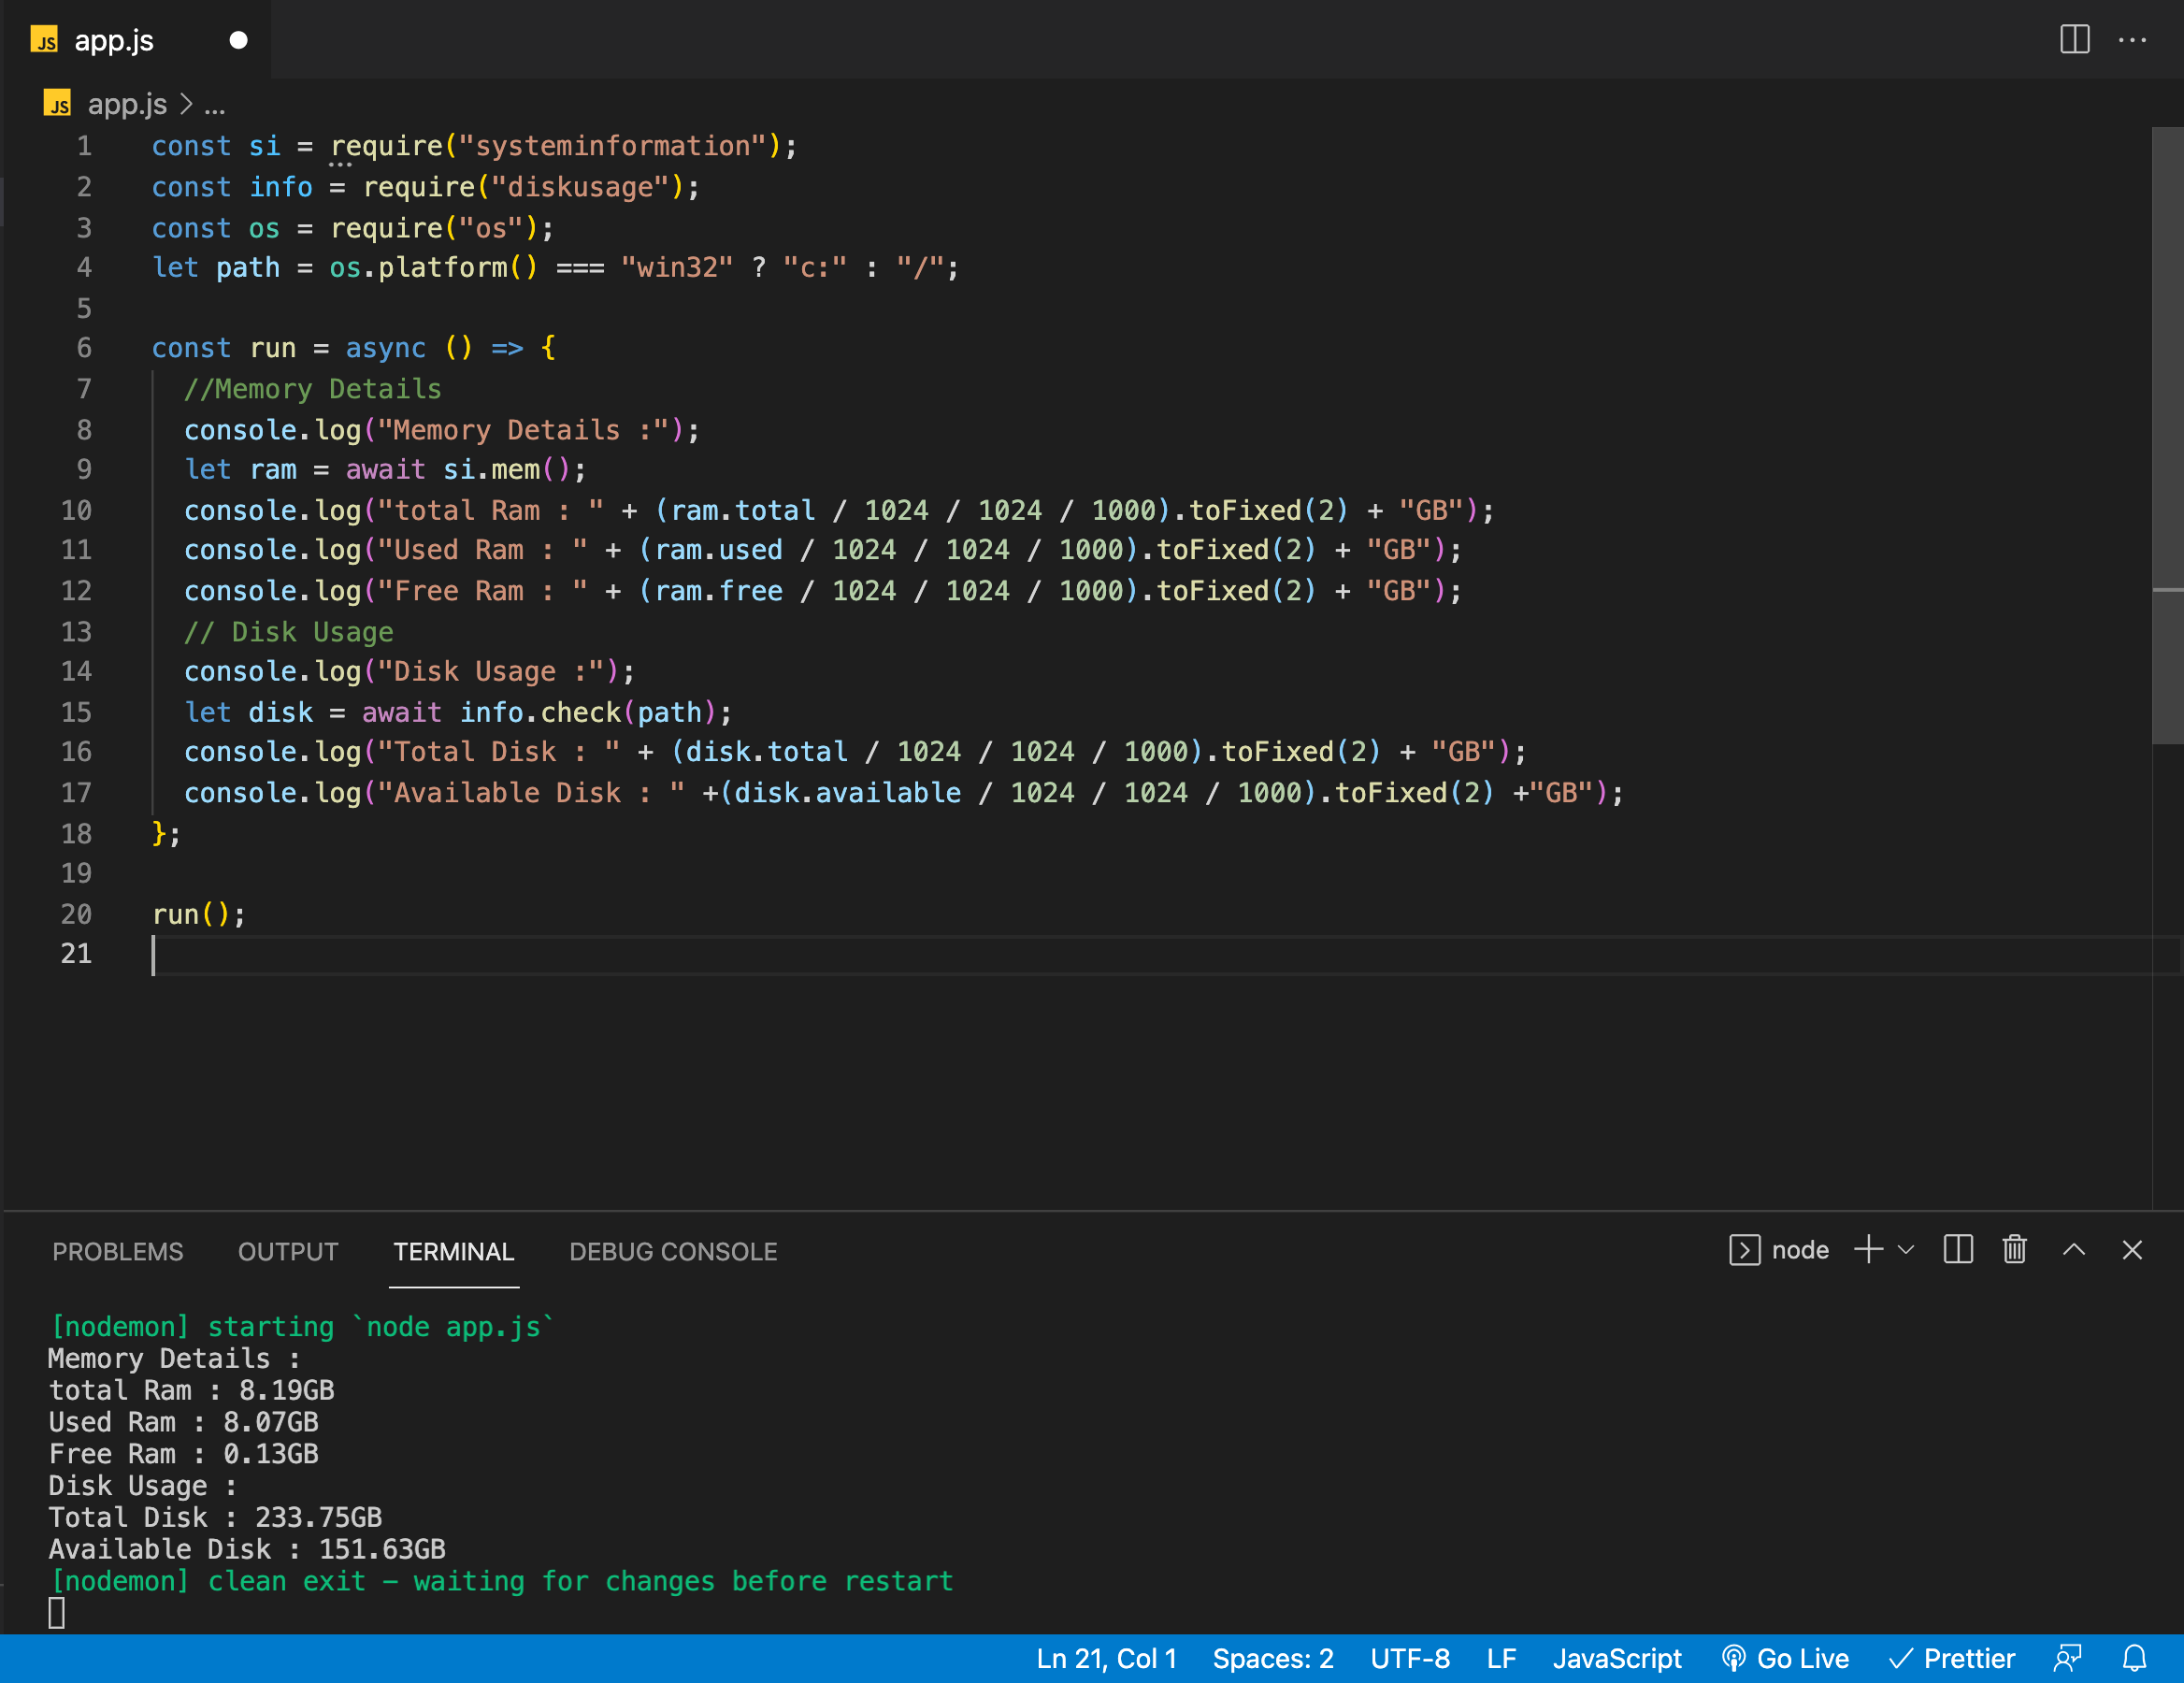 JS app.js
JS app.js > ...
1 const si = require("systeminformation");
2 const info = require("diskusage");
3 const os = require("os");
4 let path = os.platform() === "win32" ? "c:" : "/";
5
6 const run = async () => {
7   //Memory Details
8   console.log("Memory Details :");
9   let ram = await si.mem();
10   console.log("total Ram : " + (ram.total / 1024 / 1024 / 1000).toFixed(2) + "GB");
11   console.log("Used Ram : " + (ram.used / 1024 / 1024 / 1000).toFixed(2) + "GB");
12   console.log("Free Ram : " + (ram.free / 1024 / 1024 / 1000).toFixed(2) + "GB");
13   // Disk Usage
14   console.log("Disk Usage :");
15   let disk = await info.check(path);
16   console.log("Total Disk : " + (disk.total / 1024 / 1024 / 1000).toFixed(2) + "GB");
17   console.log("Available Disk : " +(disk.available / 1024 / 1024 / 1000).toFixed(2) +"GB");
18 };
19
20 run();
21
PROBLEMS OUTPUT TERMINAL DEBUG CONSOLE node
[nodemon] starting `node app.js`
Memory Details :
total Ram : 8.19GB
Used Ram : 8.07GB
Free Ram : 0.13GB
Disk Usage :
Total Disk : 233.75GB
Available Disk : 151.63GB
[nodemon] clean exit - waiting for changes before restart
Ln 21, Col 1 Spaces: 2 UTF-8 LF JavaScript Go Live Prettier